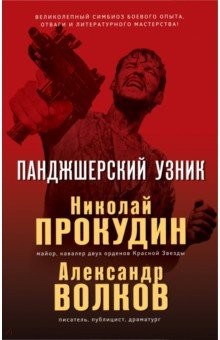 ВЕЛИКОЛЕПНЫЙ СИМБИОЗ БОЕВОГО ОПЫТА,
ОТВАГИ И ЛИТЕРАТУРНОГО МАСТЕРСТВА!
ПАНДЖШЕРСКИЙ УЗНИК
Николай
ПРОКУДИН
майор, кавалер двух орденов Красной Звезды
Александр
ВОЛКОВ
писатель, публицист, драматург